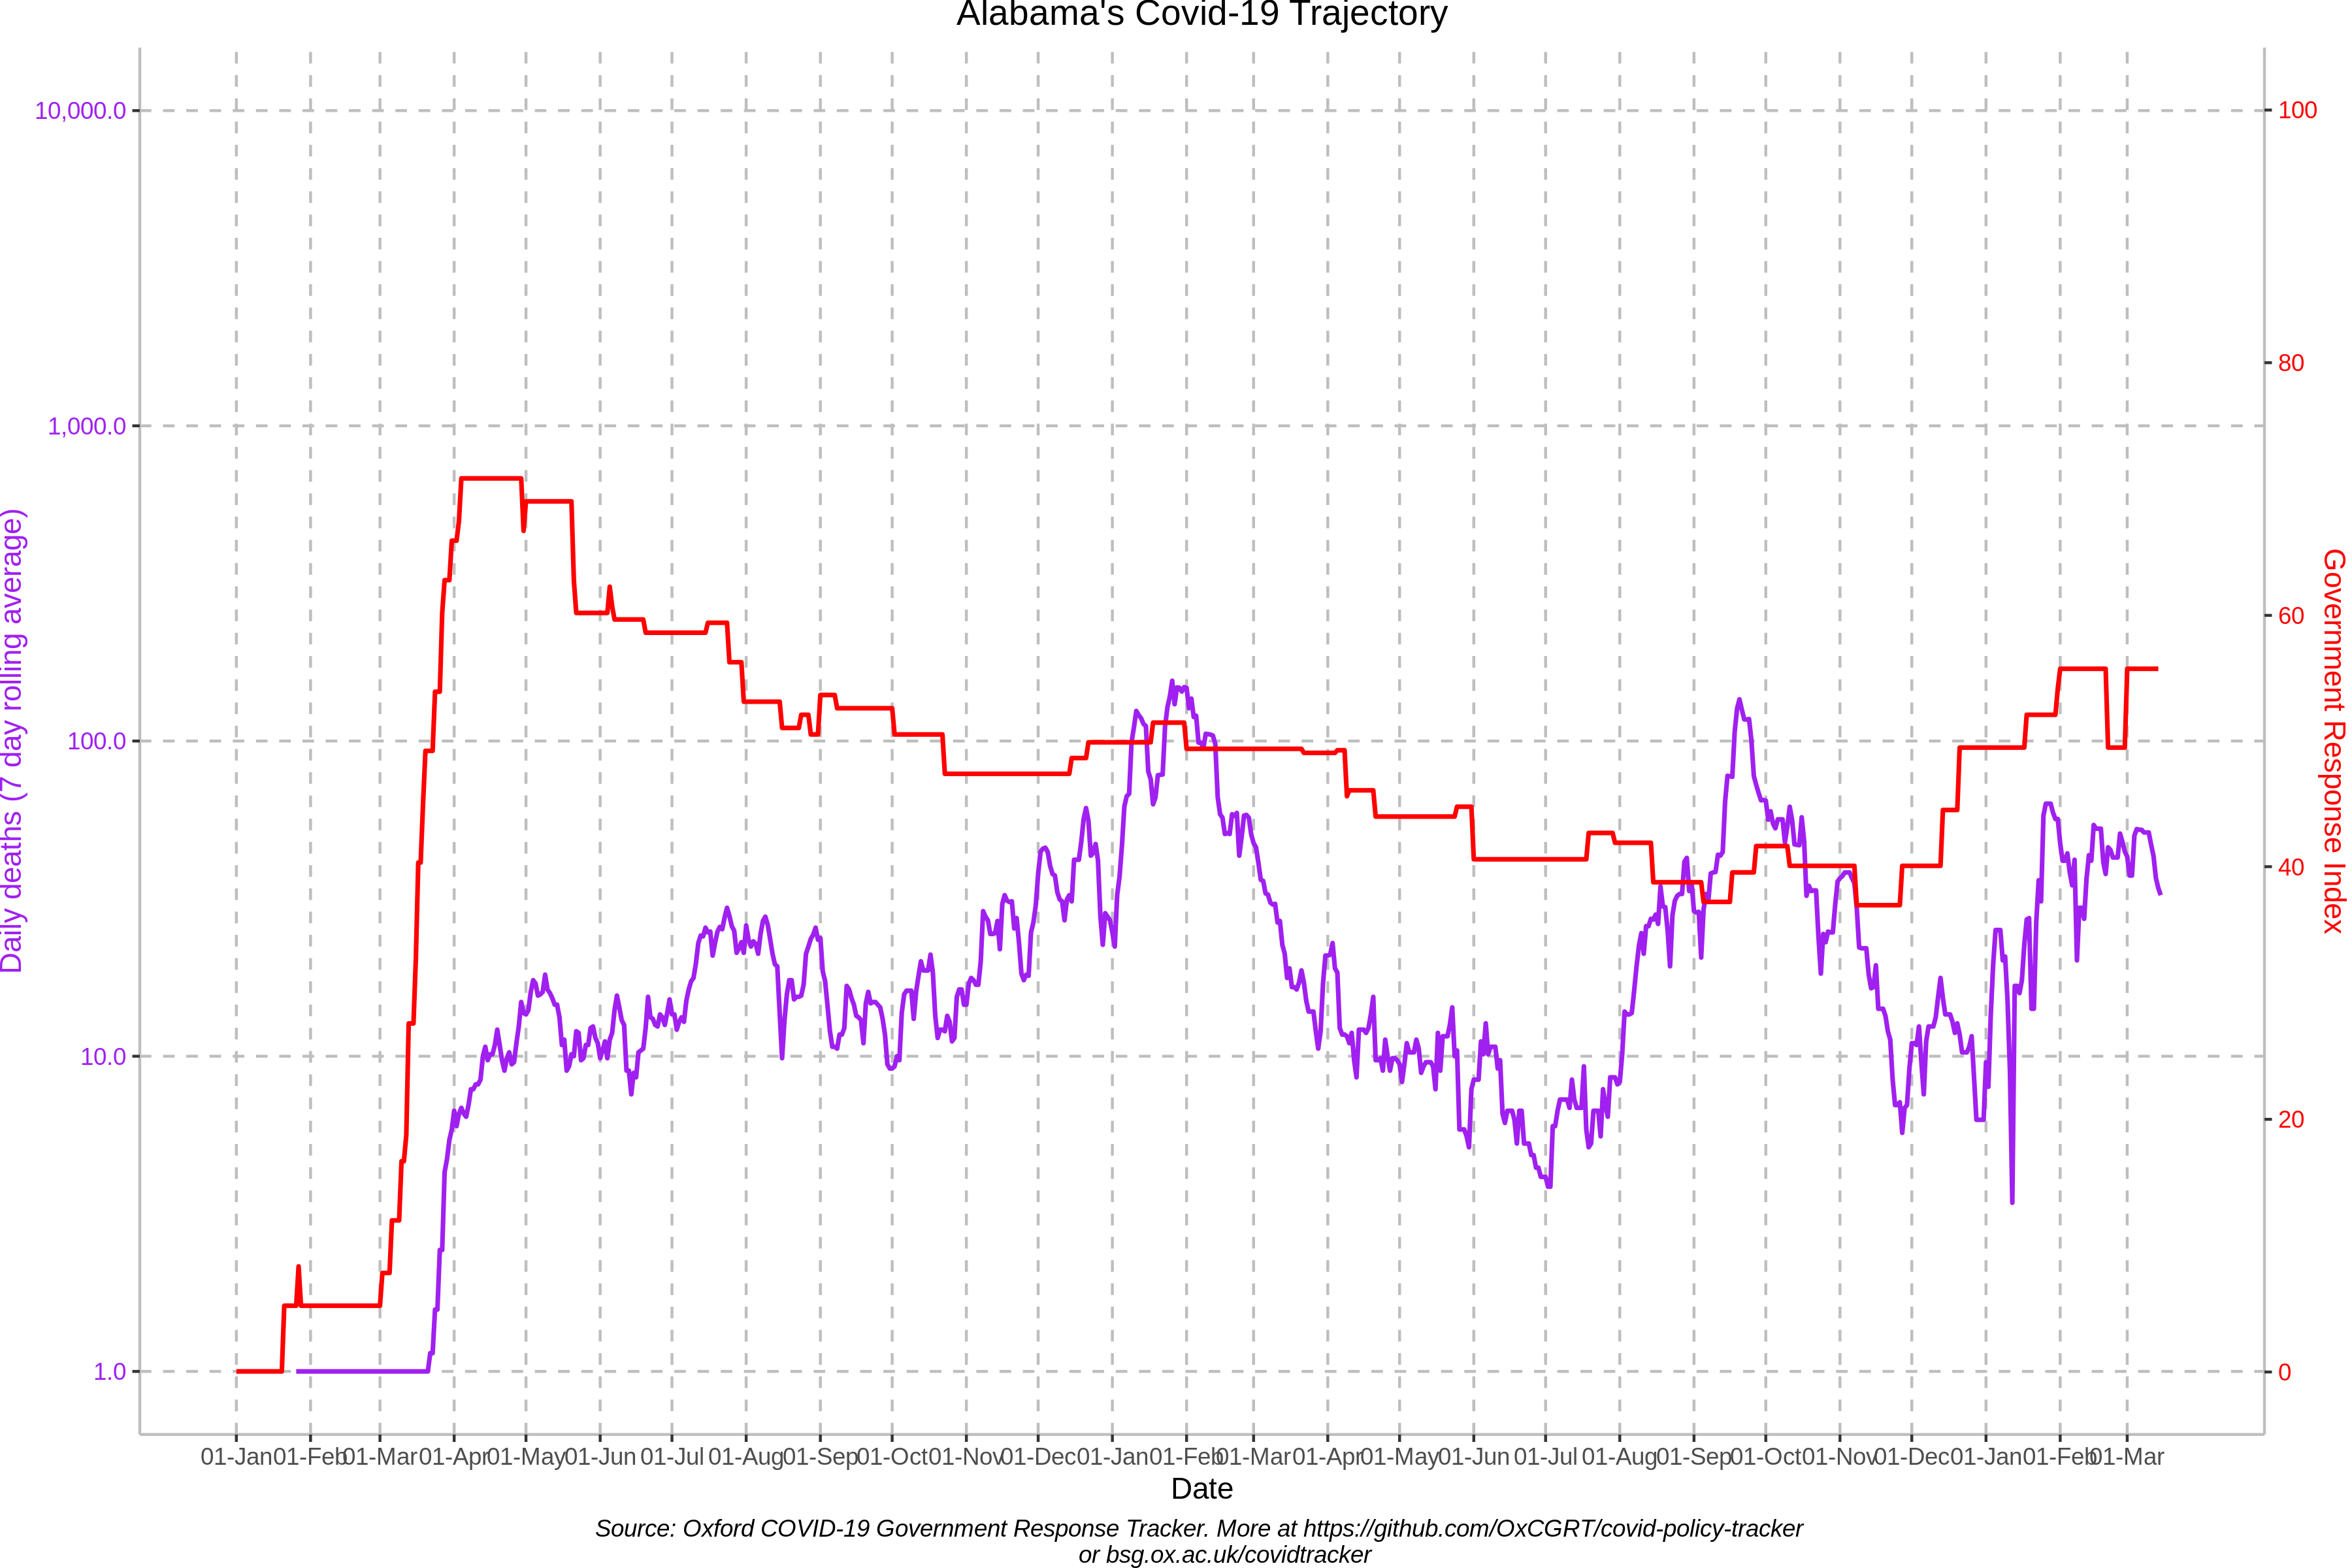 Alabama's Covid-19 Trajectory
10,000.0
1,000.0
100.0
10.0
1.0
Daily deaths (7 day rolling average)
100
80
60
40
20
0
Government Response Index
01-Jan 01-Feb 01-Mar 01-Apr 01-May 01-Jun 01-Jul 01-Aug 01-Sep 01-Oct 01-Nov 01-Dec 01-Jan 01-Feb 01-Mar 01-Apr 01-May 01-Jun 01-Jul 01-Aug 01-Sep 01-Oct 01-Nov 01-Dec 01-Jan 01-Feb 01-Mar
Date
Source: Oxford COVID-19 Government Response Tracker. More at https://github.com/OxCGRT/covid-policy-tracker
or bsg.ox.ac.uk/covidtracker